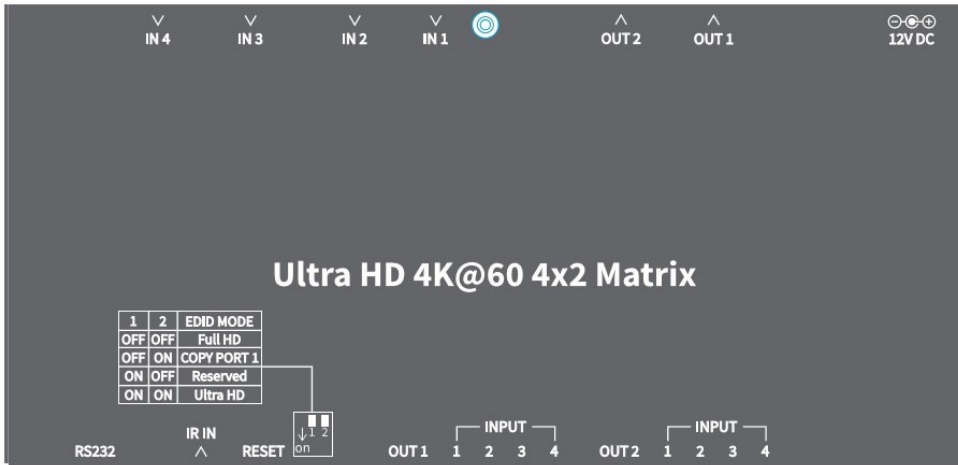 IN 4 IN 3 IN 2 IN 1 OUT 2 OUT 1 12V DC
Ultra HD 4K@60 4x2 Matrix
1 2 EDID MODE
OFF OFF Full HD
OFF ON COPY PORT 1
ON OFF Reserved
ON ON Ultra HD
1 2
on
RS232 IR IN RESET OUT 1 INPUT 1 2 3 4 OUT 2 INPUT 1 2 3 4